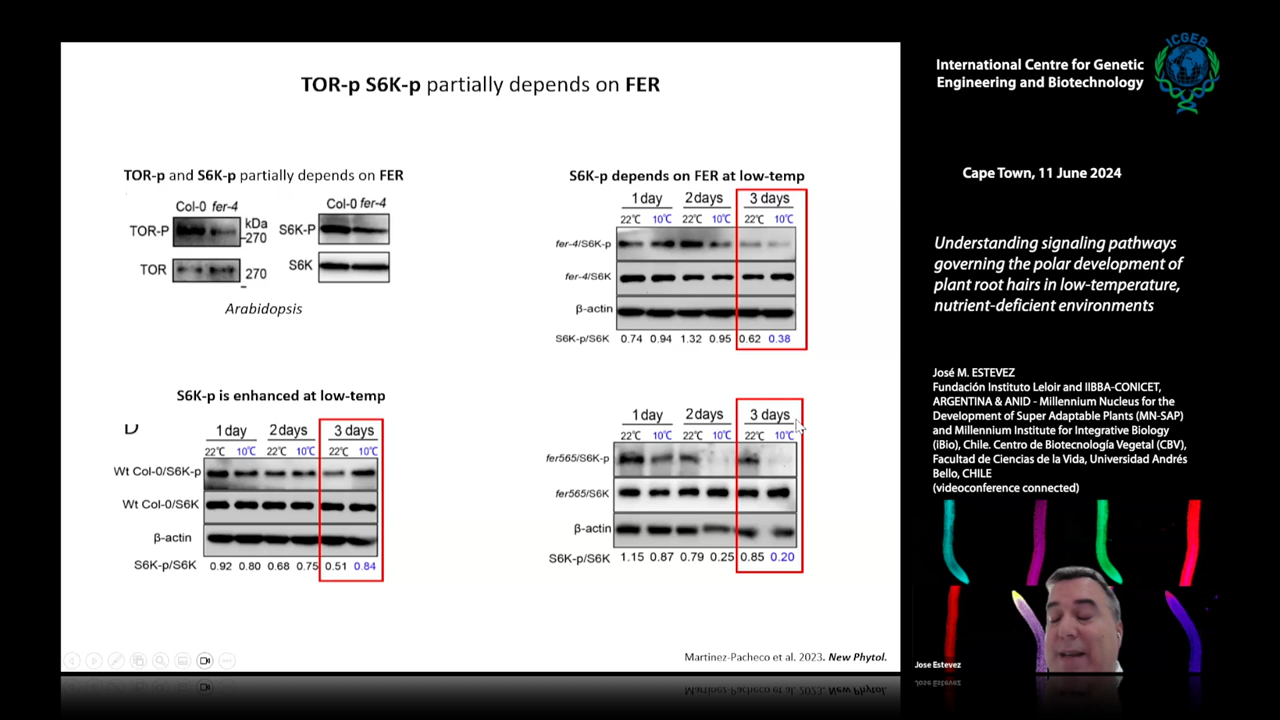 TOR-p S6K-p partially depends on FER
TOR-p and S6K-p partially depends on FER
Col-0 fer-4
TOR-P
kDa
-270
TOR
270
Col-0 fer-4
S6K-P
S6K
Arabidopsis
S6K-p depends on FER at low-temp
1 day 2 days 3 days
22℃ 10℃ 22℃ 10℃ 22℃ 10℃
fer-4/S6K-p
fer-4/S6K
β-actin
S6K-p/S6K 0.74 0.94 1.32 0.95 0.62 0.38
S6K-p is enhanced at low-temp
D
1 day 2 days 3 days
22℃ 10℃ 22℃ 10℃ 22℃ 10℃
Wt Col-0/S6K-p
Wt Col-0/S6K
β-actin
S6K-p/S6K 0.92 0.80 0.68 0.75 0.51 0.84
1 day 2 days 3 days
22℃ 10℃ 22℃ 10℃ 22℃ 10℃
fer565/S6K-p
fer565/S6K
β-actin
S6K-p/S6K 1.15 0.87 0.79 0.25 0.85 0.20
Martinez-Pacheco et al. 2023. New Phytol.
International Centre for Genetic
Engineering and Biotechnology
ICGEB
Cape Town, 11 June 2024
Understanding signaling pathways
governing the polar development of
plant root hairs in low-temperature,
nutrient-deficient environments
José M. ESTEVEZ
Fundación Instituto Leloir and IIBBA-CONICET,
ARGENTINA & ANID - Millennium Nucleus for the
Development of Super Adaptable Plants (MN-SAP)
and Millennium Institute for Integrative Biology
(iBio), Chile. Centro de Biotecnología Vegetal (CBV),
Facultad de Ciencias de la Vida, Universidad Andrés
Bello, CHILE
(videoconference connected)
Jose Estevez